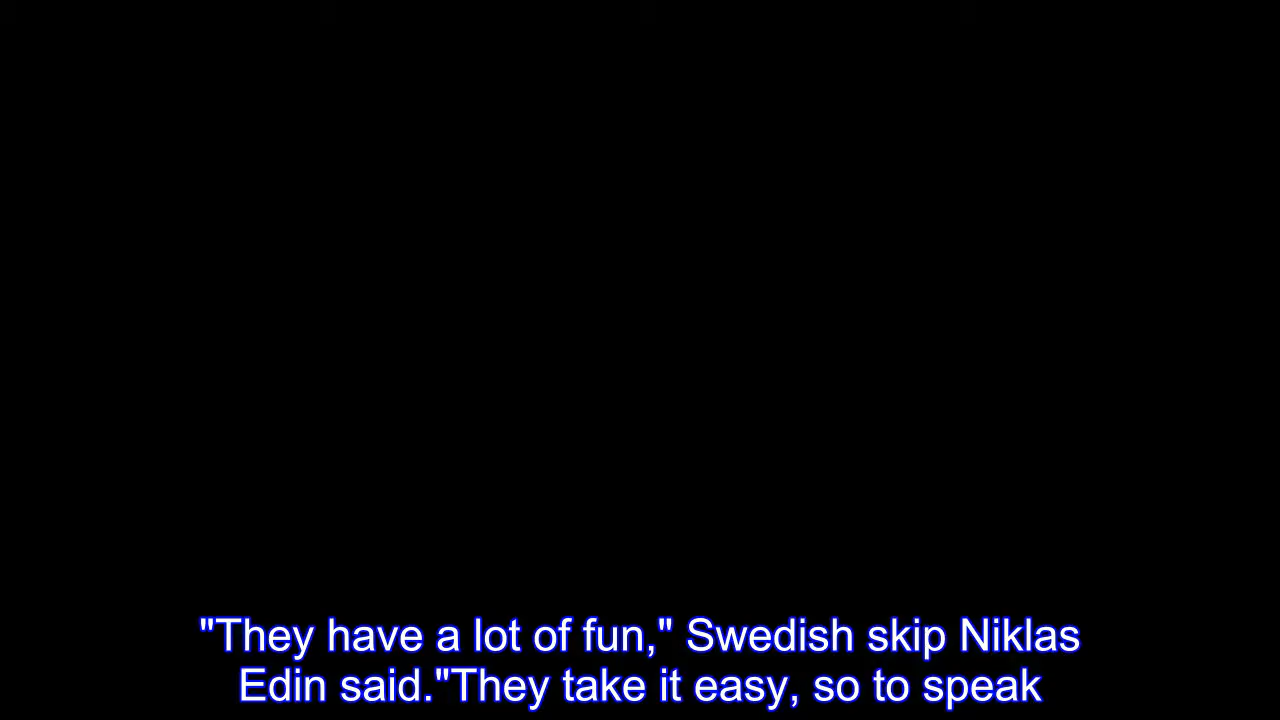 "They have a lot of fun," Swedish skip Niklas
Edin said."They take it easy, so to speak